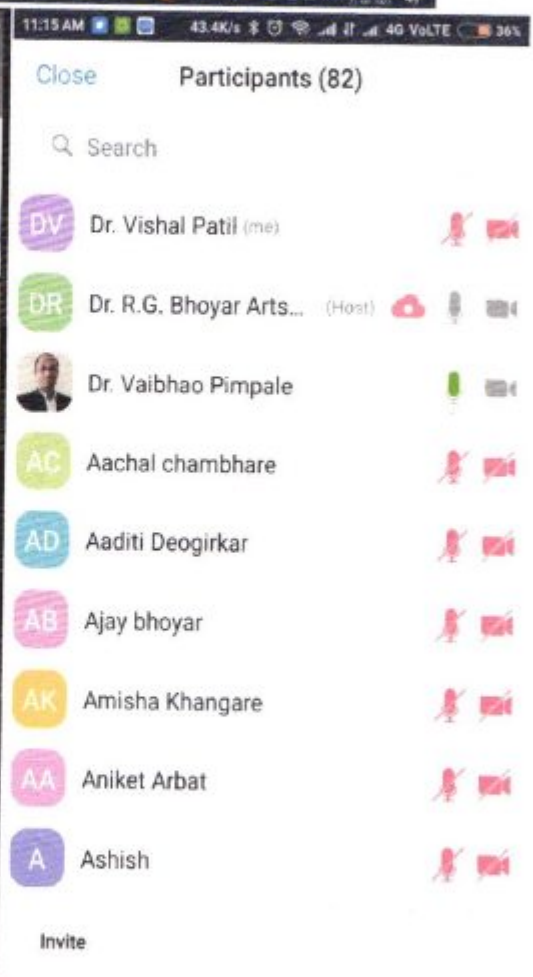 11:15 AM 43.4K/s 4G VoLTE 36%
Close Participants (82)
Search
DV Dr. Vishal Patil (me)
DR Dr. R.G. Bhoyar Arts... (Host)
Dr. Vaibhao Pimpale
AC Aachal chambhare
AD Aaditi Deogirkar
AB Ajay bhoyar
AK Amisha Khangare
AA Aniket Arbat
A Ashish
Invite